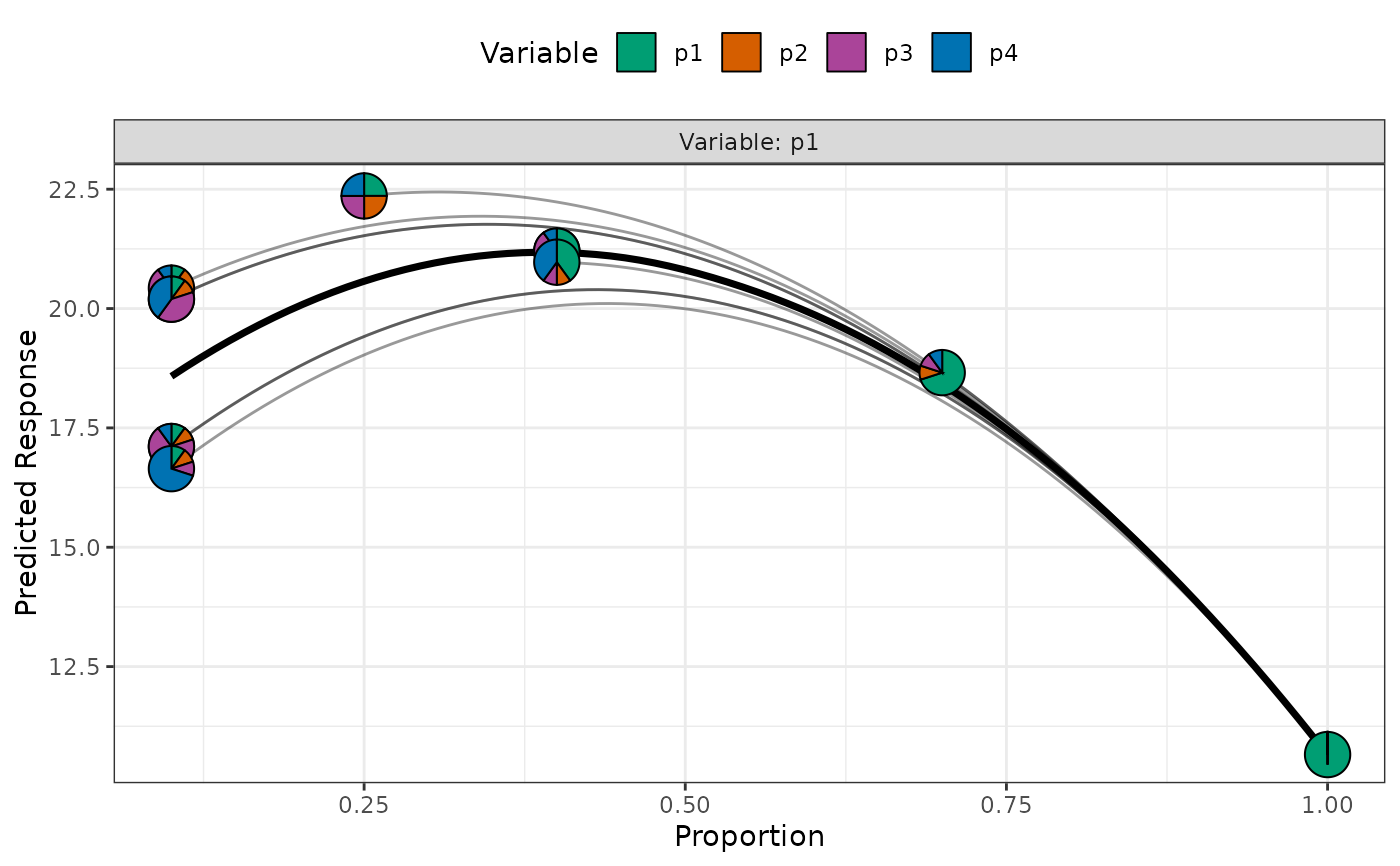 Variable p1 p2 p3 p4
Variable: p1
22.5
20.0
17.5
15.0
12.5
Predicted Response
0.25 0.50 0.75 1.00
Proportion